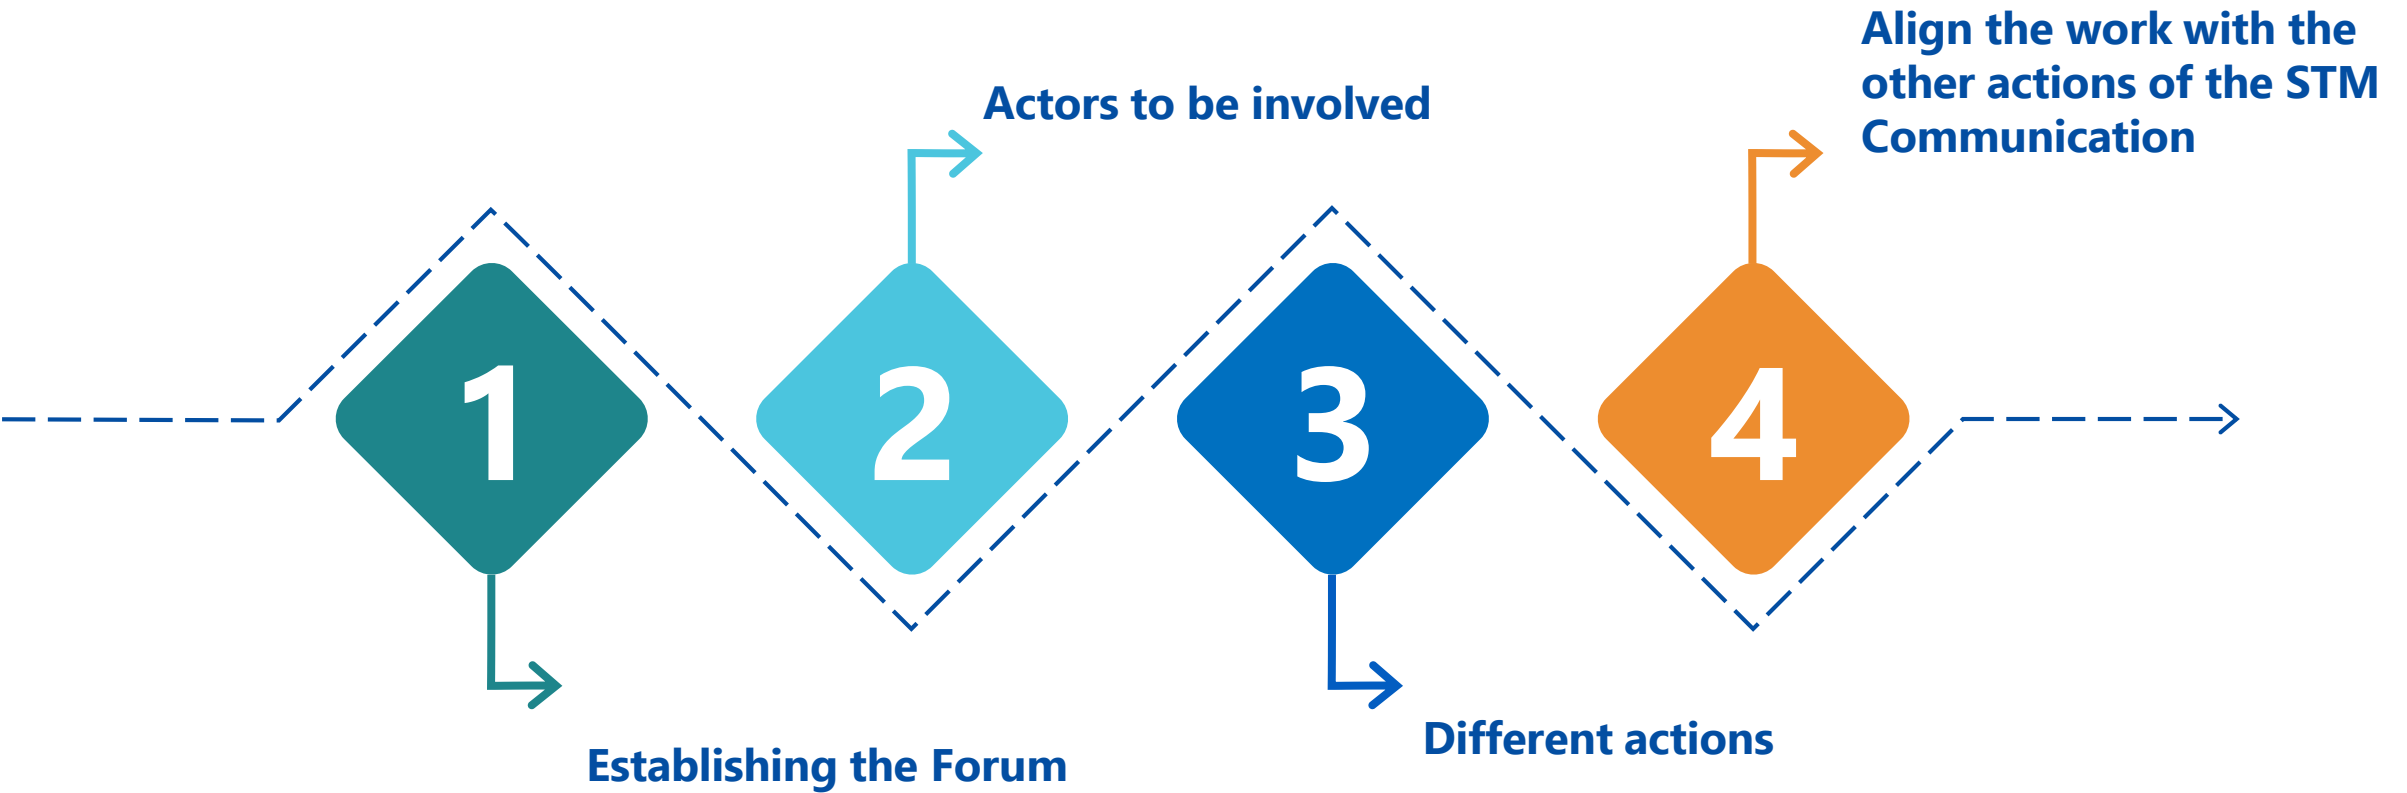 1
Establishing the Forum
2
Actors to be involved
3
Different actions
4
Align the work with the
other actions of the STM
Communication